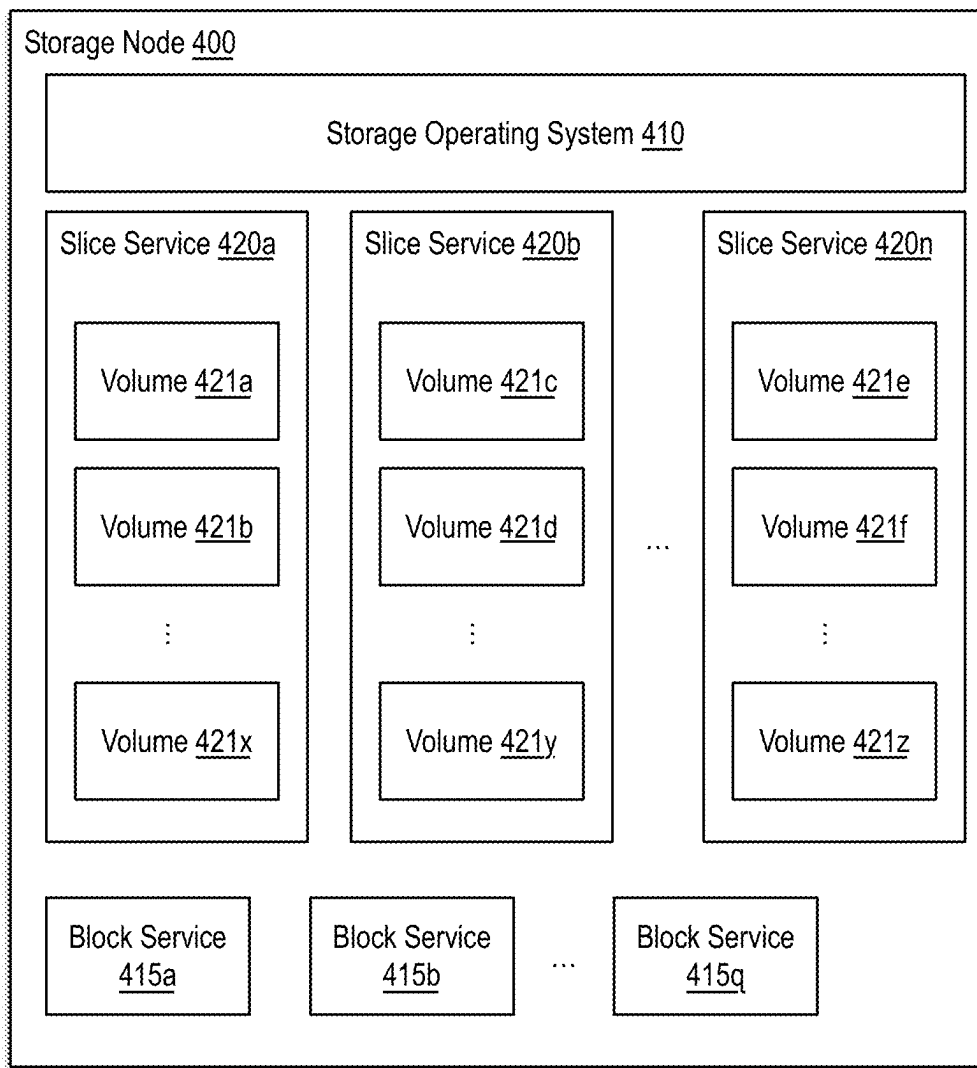 Storage Node 400
Storage Operating System 410
Slice Service 420a
Slice Service 420b
Slice Service 420n
Volume 421a
Volume 421c
Volume 421e
Volume 421b
Volume 421d
...
Volume 421f
⋮
⋮
⋮
Volume 421x
Volume 421y
Volume 421z
Block Service
415a
Block Service
415b
...
Block Service
415q